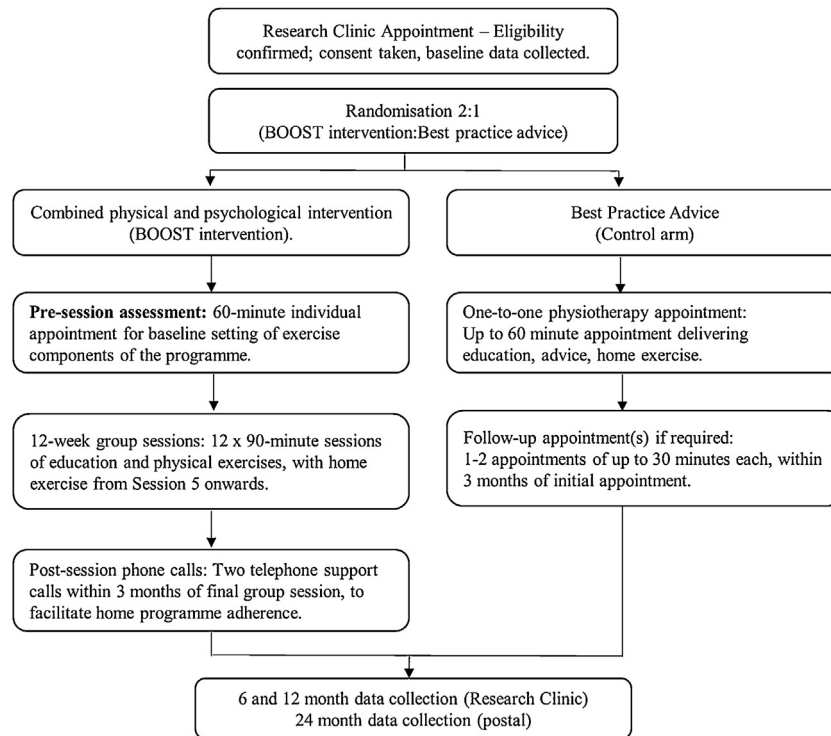 Research Clinic Appointment – Eligibility
confirmed; consent taken, baseline data collected.
Randomisation 2:1
(BOOST intervention:Best practice advice)
Combined physical and psychological intervention
(BOOST intervention).
Best Practice Advice
(Control arm)
Pre-session assessment: 60-minute individual
appointment for baseline setting of exercise
components of the programme.
One-to-one physiotherapy appointment:
Up to 60 minute appointment delivering
education, advice, home exercise.
12-week group sessions: 12 x 90-minute sessions
of education and physical exercises, with home
exercise from Session 5 onwards.
Follow-up appointment(s) if required:
1-2 appointments of up to 30 minutes each, within
3 months of initial appointment.
Post-session phone calls: Two telephone support
calls within 3 months of final group session, to
facilitate home programme adherence.
6 and 12 month data collection (Research Clinic)
24 month data collection (postal)